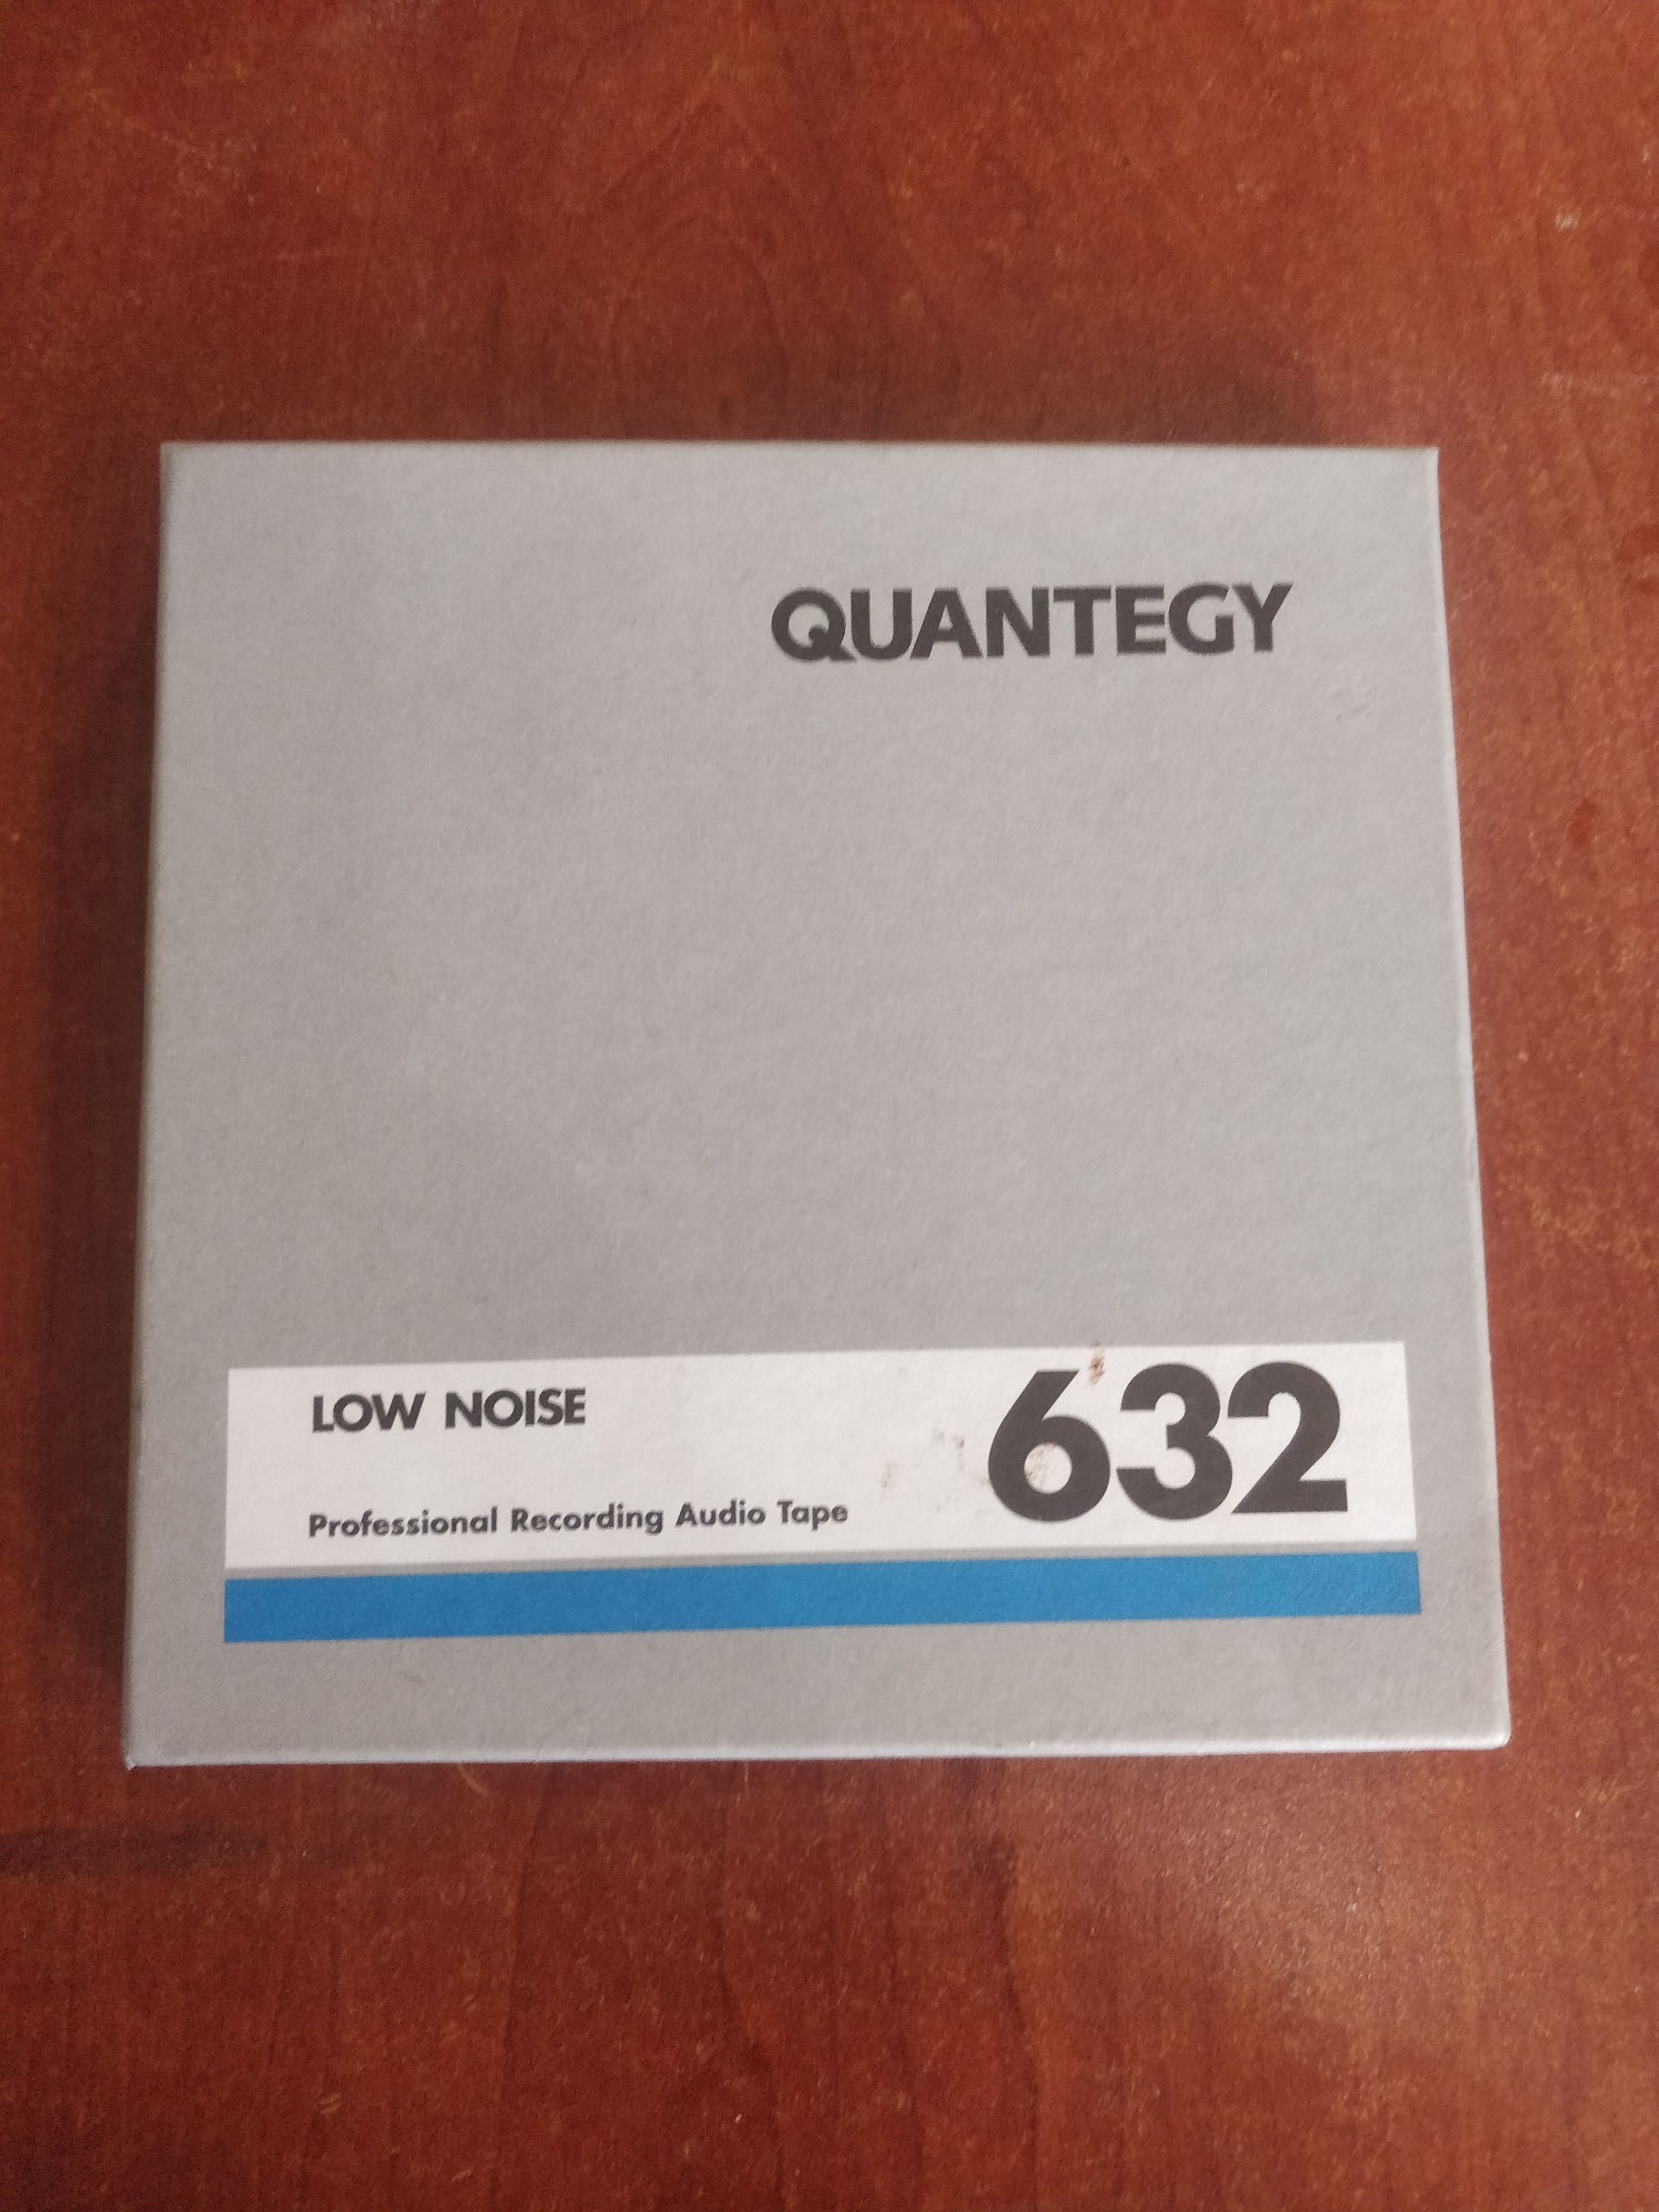 QUANTEGY
LOW NOISE
632
Professional Recording Audio Tape